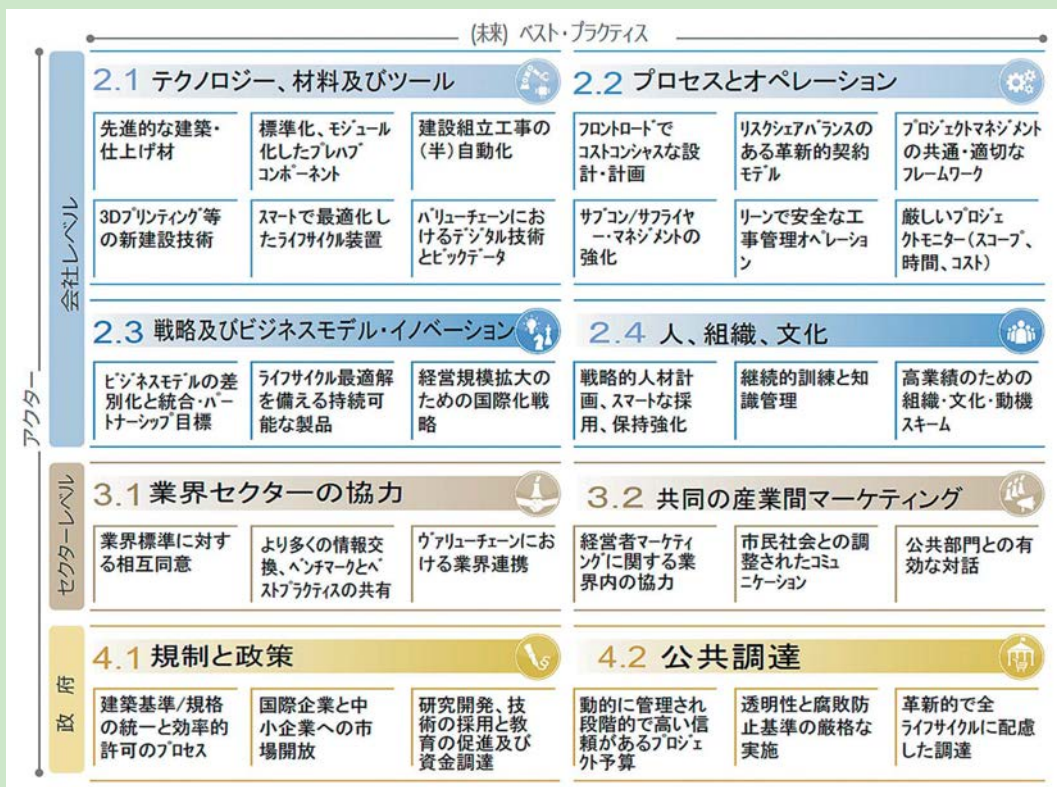 (未来) ベスト・プラクティス
アクター
会社レベル
2.1 テクノロジー、材料及びツール
先進的な建築・
仕上げ材
標準化、モジュール
化したプレハブ
コンポーネント
建設組立工事の
(半)自動化
3Dプリンティング等
の新建設技術
スマートで最適化し
たライフサイクル装置
バリューチェーンにお
けるデジタル技術
とビックデータ
2.2 プロセスとオペレーション
フロントロードで
コストコンシャスな設
計・計画
リスクシェアバランスの
ある革新的契約
モデル
プロジェクトマネジメント
の共通・適切な
フレームワーク
サブコン/サプライヤ
ー・マネジメントの
強化
リーンで安全な工
事管理オペレーショ
ン
厳しいプロジェ
クトモニター(スコープ、
時間、コスト)
2.3 戦略及びビジネスモデル・イノベーション
ビジネスモデルの差
別化と統合・パー
トナーシップ目標
ライフサイクル最適解
を備える持続可
能な製品
経営規模拡大の
ための国際化戦
略
2.4 人、組織、文化
戦略的人材計
画、スマートな採
用、保持強化
継続的訓練と知
識管理
高業績のための
組織・文化・動機
スキーム
セクターレベル
3.1 業界セクターの協力
業界標準に対す
る相互同意
より多くの情報交
換、ベンチマークとベ
ストプラクティスの共有
ヴァリューチェーンにお
ける業界連携
3.2 共同の産業間マーケティング
経営者マーケティ
ングに関する業
界内の協力
市民社会との調
整されたコミュ
ニケーション
公共部門との有
効な対話
政府
4.1 規制と政策
建築基準/規格
の統一と効率的
許可のプロセス
国際企業と中
小企業への市
場開放
研究開発、技
術の採用と教
育の促進及び
資金調達
4.2 公共調達
動的に管理され
段階的で高い信
頼があるプロジェ
クト予算
透明性と腐敗防
止基準の厳格な
実施
革新的で全
ライフサイクルに配慮
した調達